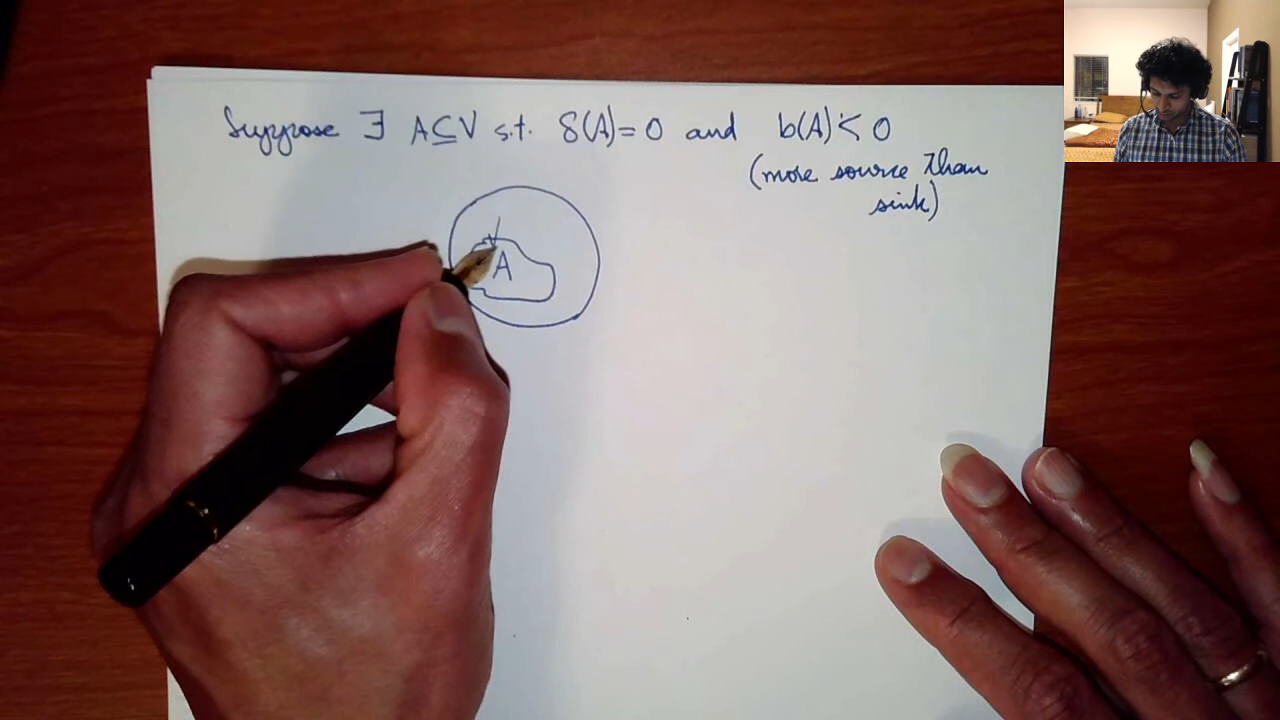 Suppose ∃ A⊆V s.t. δ(A)=0 and b(A)<0
(more source than
sink)
A